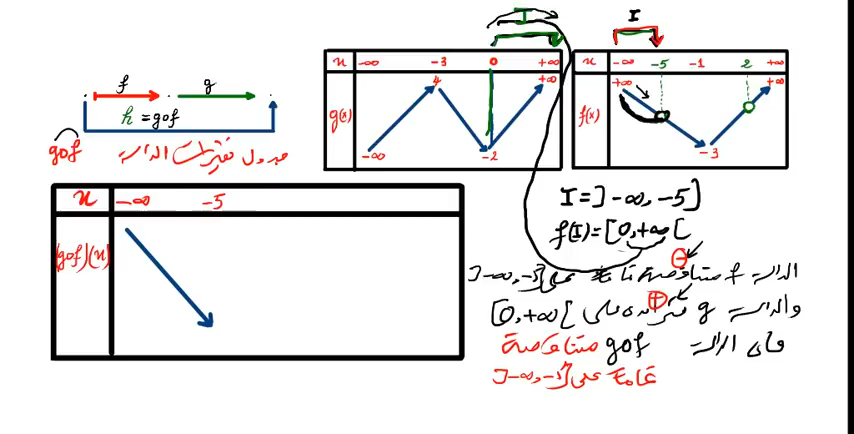 I I
f g
h = gof
gof
جدول تغيرات الدالة
x -∞ -3 0 +∞
g(x) -∞ 4 -2 +∞
x -∞ -5 -1 2 +∞
f(x) +∞ -3 +∞
x -∞ -5
(gof)(x)
I = ]-∞, -5]
f(I) = [0, +∞[
⊖
الدالة f متناقصة تماما على ]-∞, -5]
⊕
والدالة g تزايدية على [0, +∞[
فإن الدالة gof متناقصة
تماما على ]-∞, -5]